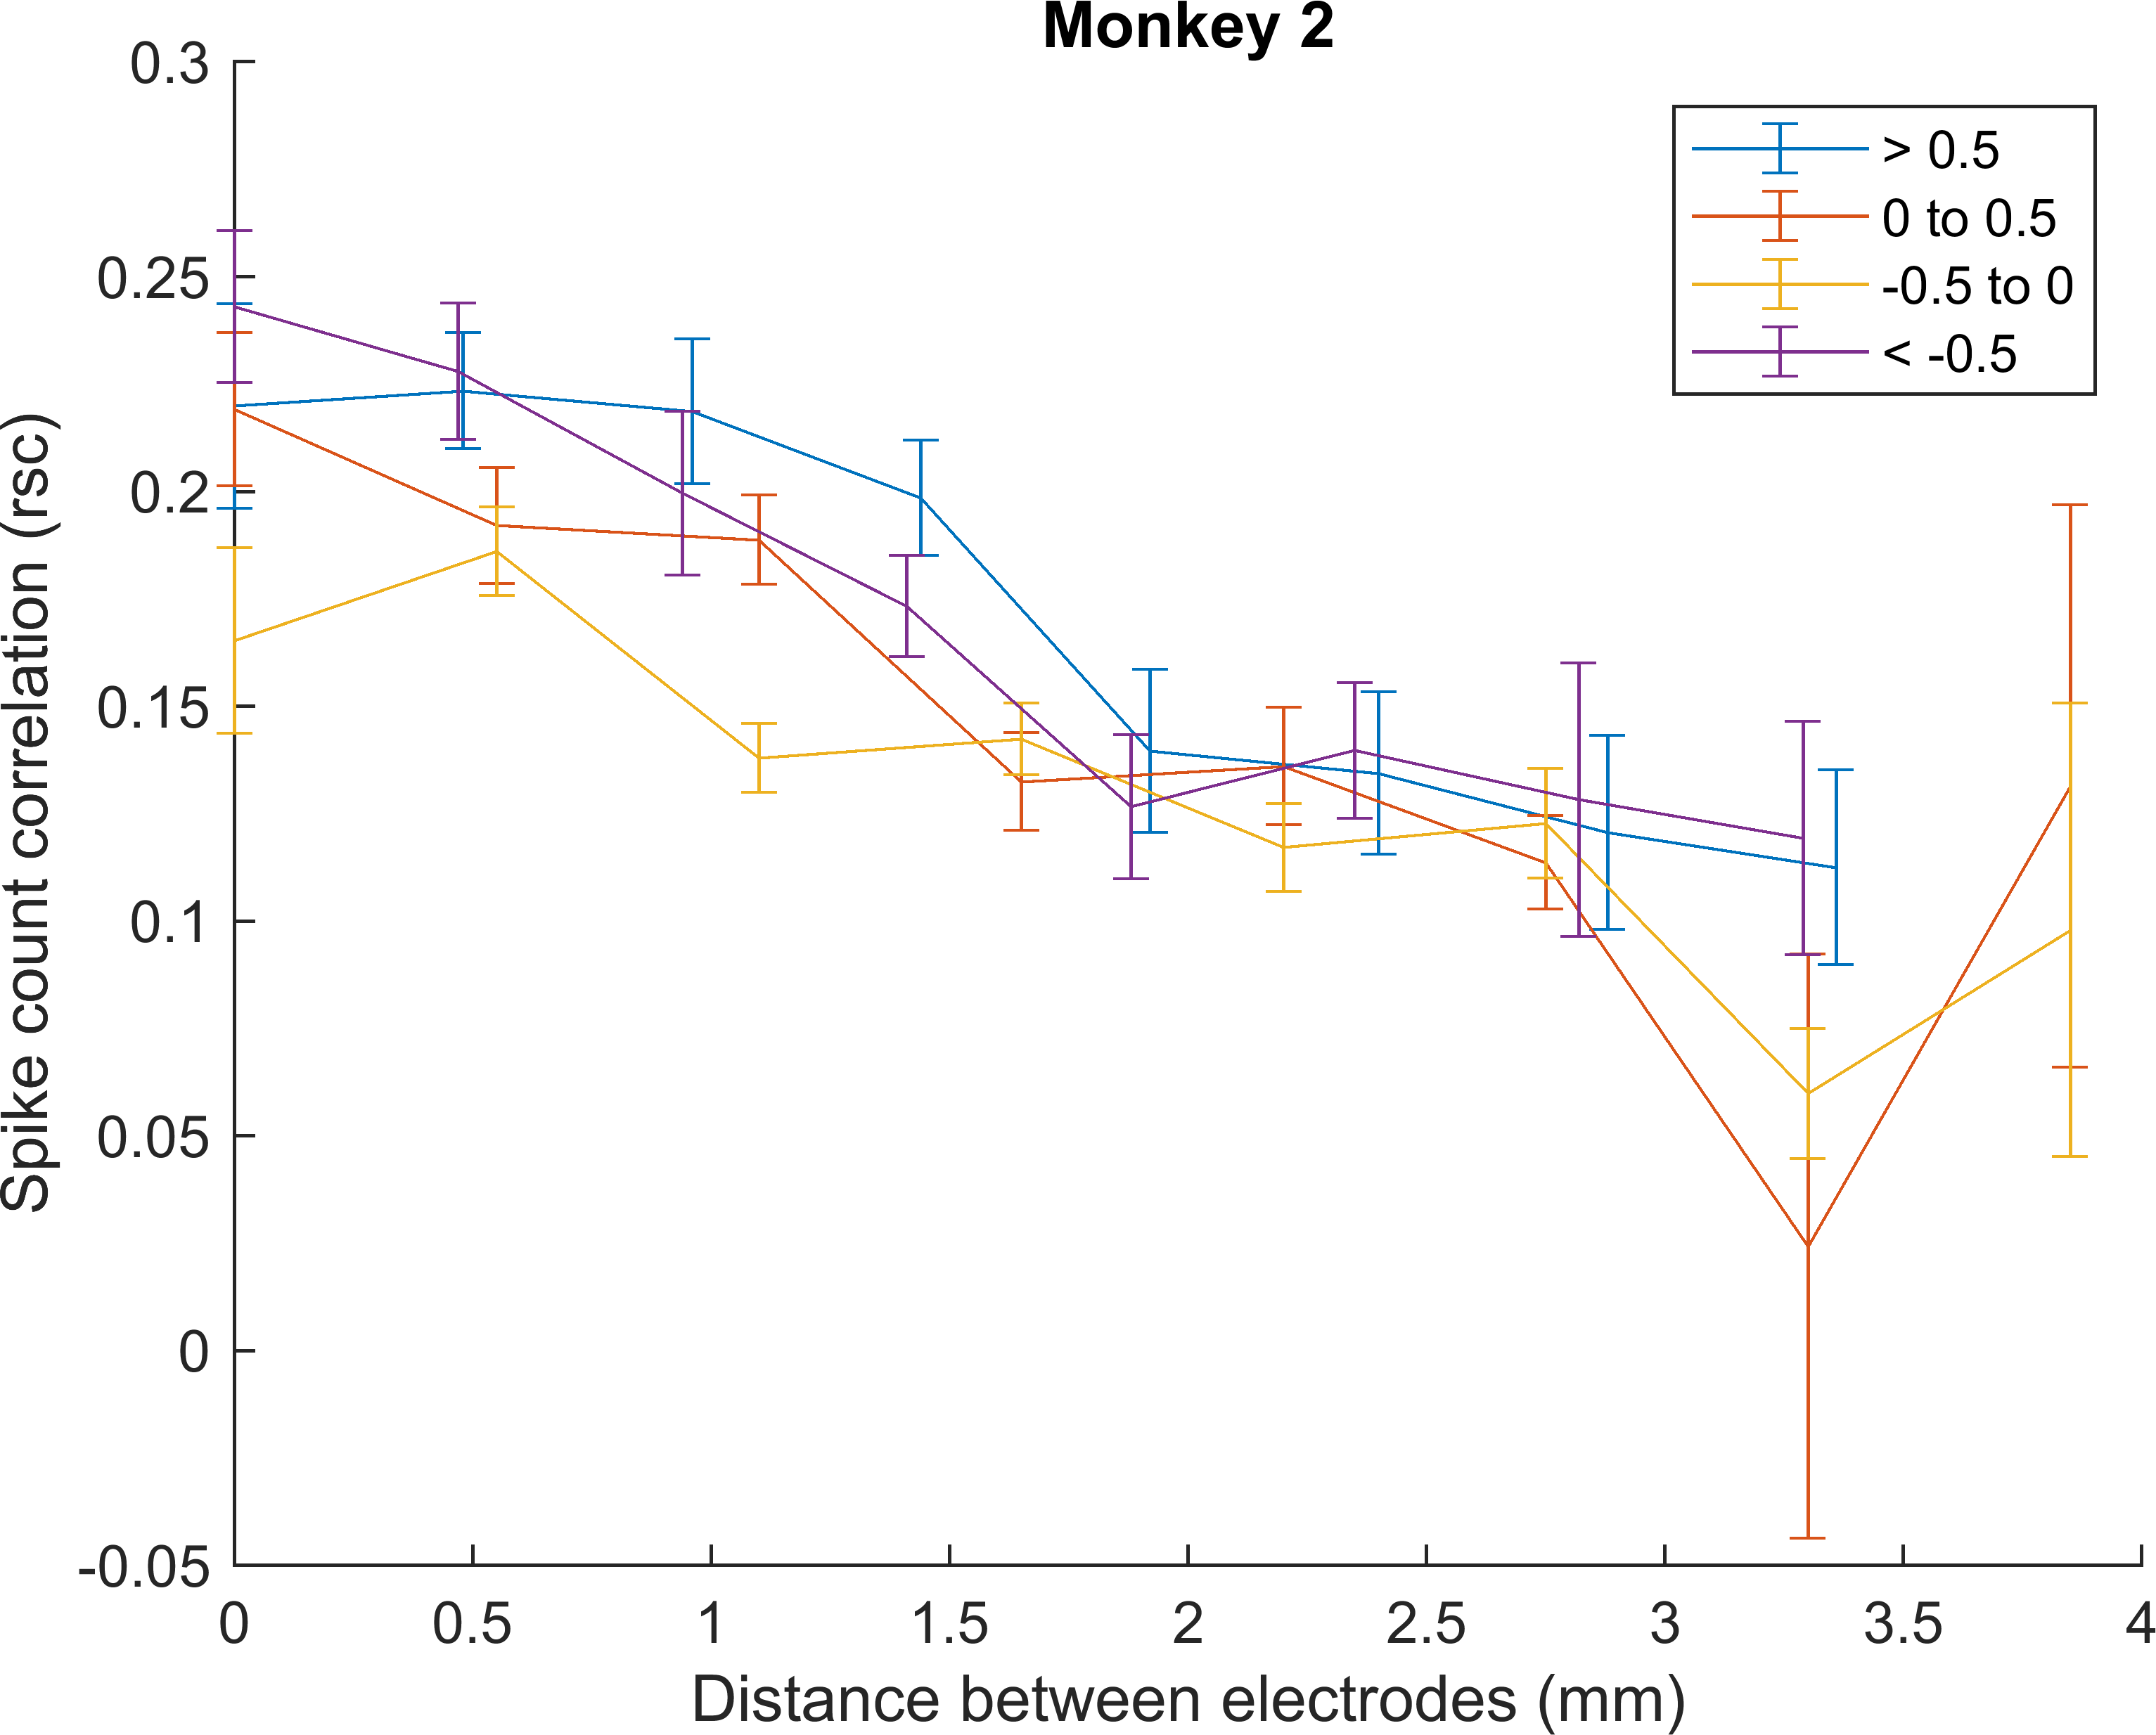 Monkey 2
0.3
0.25
0.2
0.15
0.1
0.05
0
-0.05
Spike count correlation (rsc)
> 0.5
0 to 0.5
-0.5 to 0
< -0.5
0 0.5 1 1.5 2 2.5 3 3.5 4
Distance between electrodes (mm)